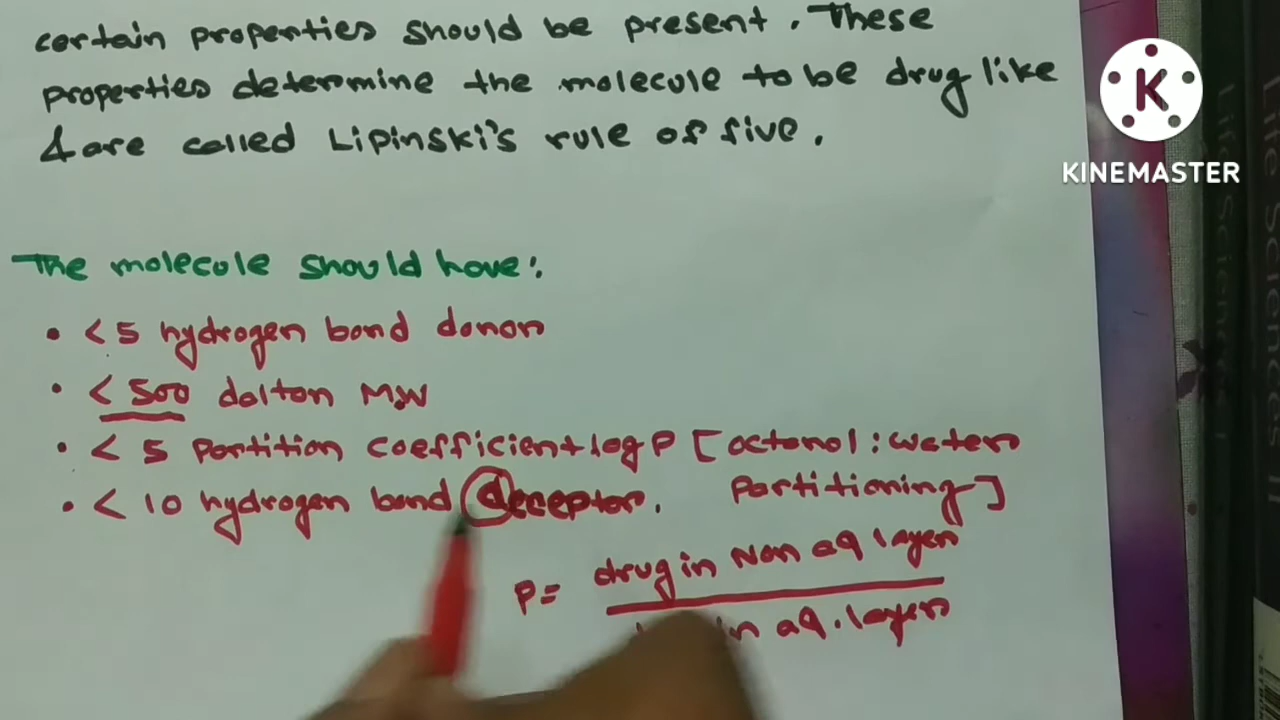 certain properties should be present. These
properties determine the molecule to be drug like
& are called Lipinski's rule of five.
The molecule should have:
• < 5 hydrogen bond donor
• < 500 dalton M.W
• < 5 partition coefficient log P [octanol : water
partitioning]
• < 10 hydrogen bond acceptor.
P = drug in Non aq layer
in aq. layer
K
KINEMASTER
Life Sciences